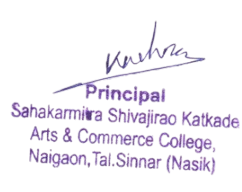 Principal
Sahakarmitra Shivajirao Katkade
Arts & Commerce College,
Naigaon,Tal.Sinnar (Nasik)